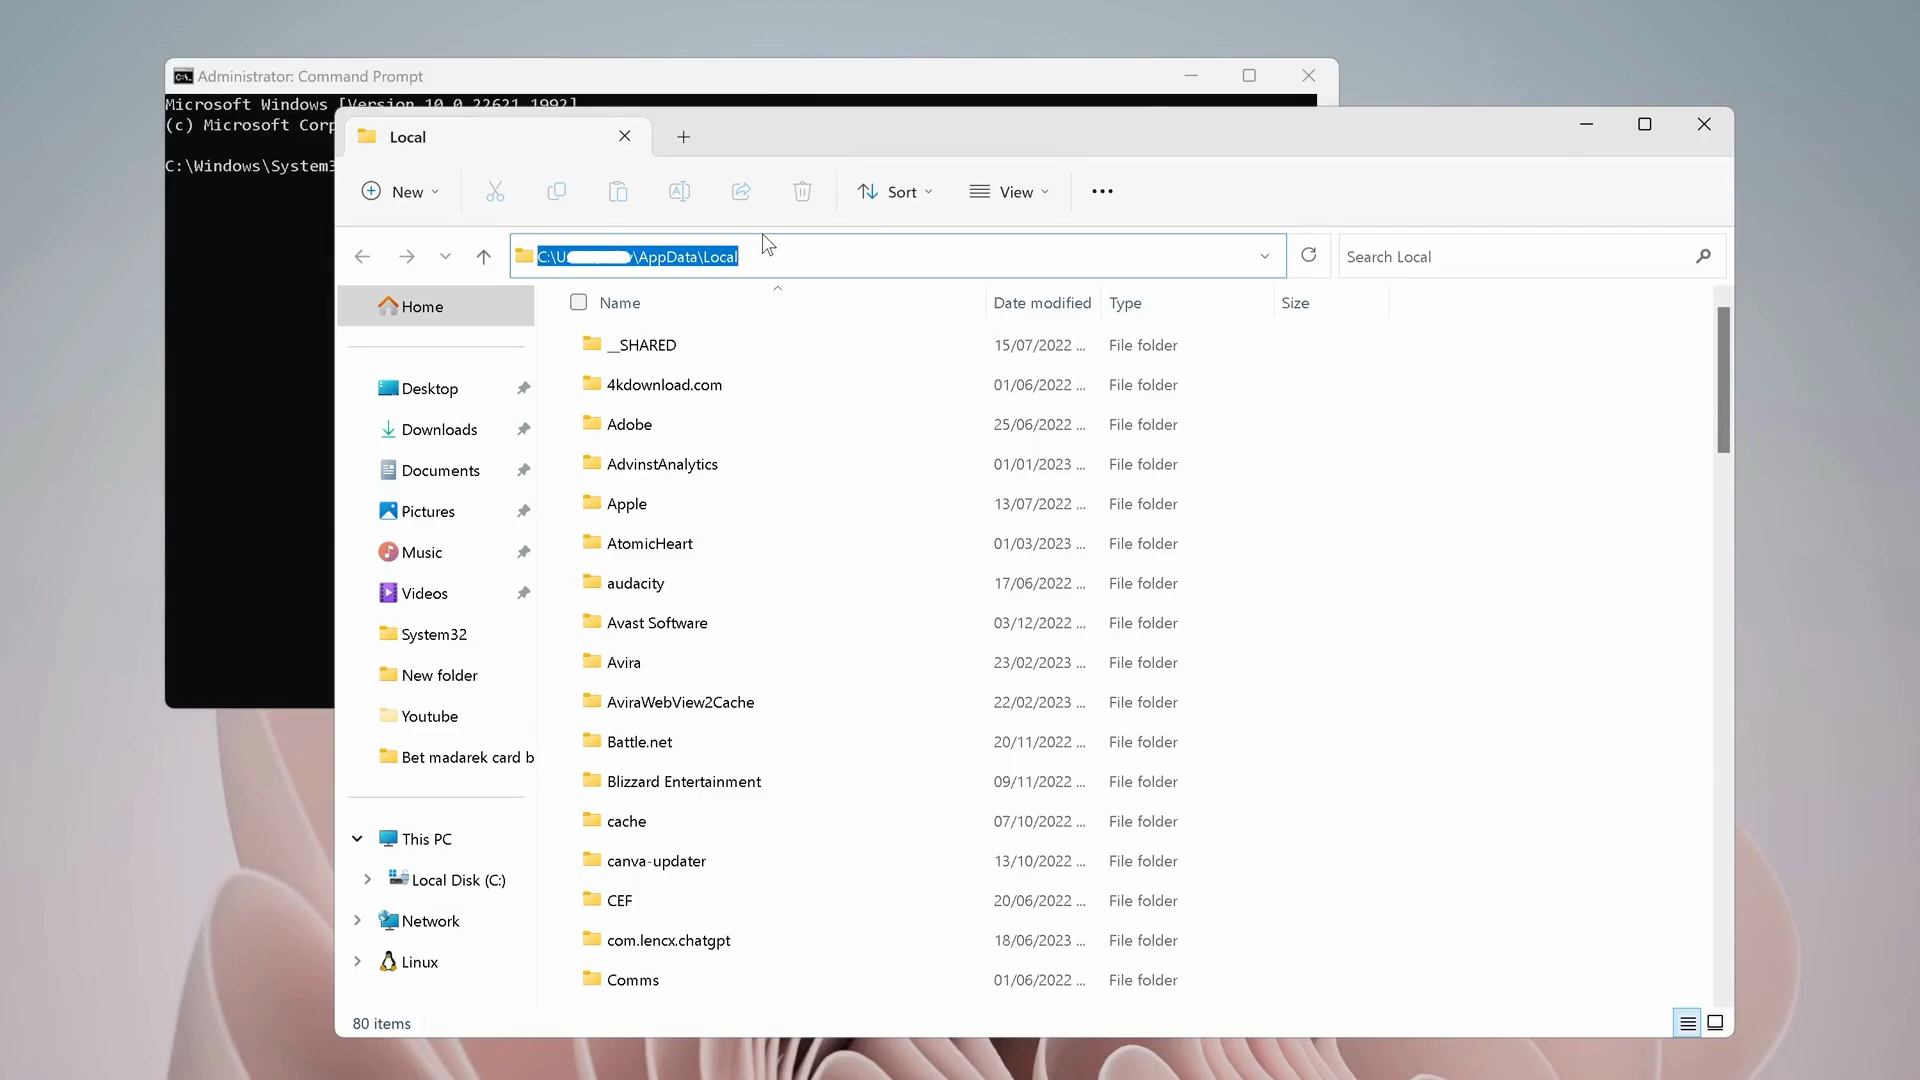 Administrator: Command Prompt
Microsoft Windows [Version 10.0.22621.1992]
(c) Microsoft Corp
C:\Windows\System3
Local
New
Sort
View
C:\U
\AppData\Local
Search Local
Name
Date modified
Type
Size
Home
Desktop
Downloads
Documents
Pictures
Music
Videos
System32
New folder
Youtube
Bet madarek card b
This PC
Local Disk (C:)
Network
Linux
__SHARED 15/07/2022 ... File folder
4kdownload.com 01/06/2022 ... File folder
Adobe 25/06/2022 ... File folder
AdvinstAnalytics 01/01/2023 ... File folder
Apple 13/07/2022 ... File folder
AtomicHeart 01/03/2023 ... File folder
audacity 17/06/2022 ... File folder
Avast Software 03/12/2022 ... File folder
Avira 23/02/2023 ... File folder
AviraWebView2Cache 22/02/2023 ... File folder
Battle.net 20/11/2022 ... File folder
Blizzard Entertainment 09/11/2022 ... File folder
cache 07/10/2022 ... File folder
canva-updater 13/10/2022 ... File folder
CEF 20/06/2022 ... File folder
com.lencx.chatgpt 18/06/2023 ... File folder
Comms 01/06/2022 ... File folder
80 items